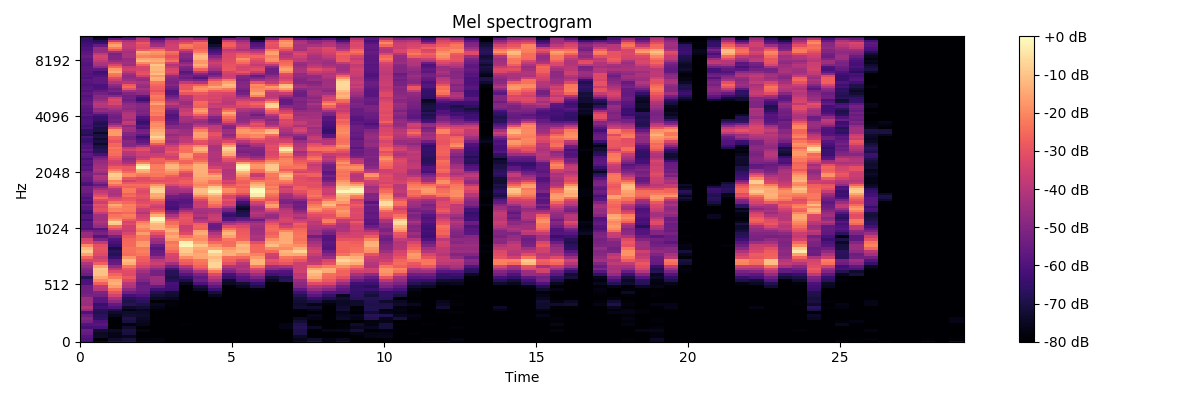 Mel spectrogram
8192
4096
2048
1024
512
0
Hz
0 5 10 15 20 25
Time
+0 dB
-10 dB
-20 dB
-30 dB
-40 dB
-50 dB
-60 dB
-70 dB
-80 dB